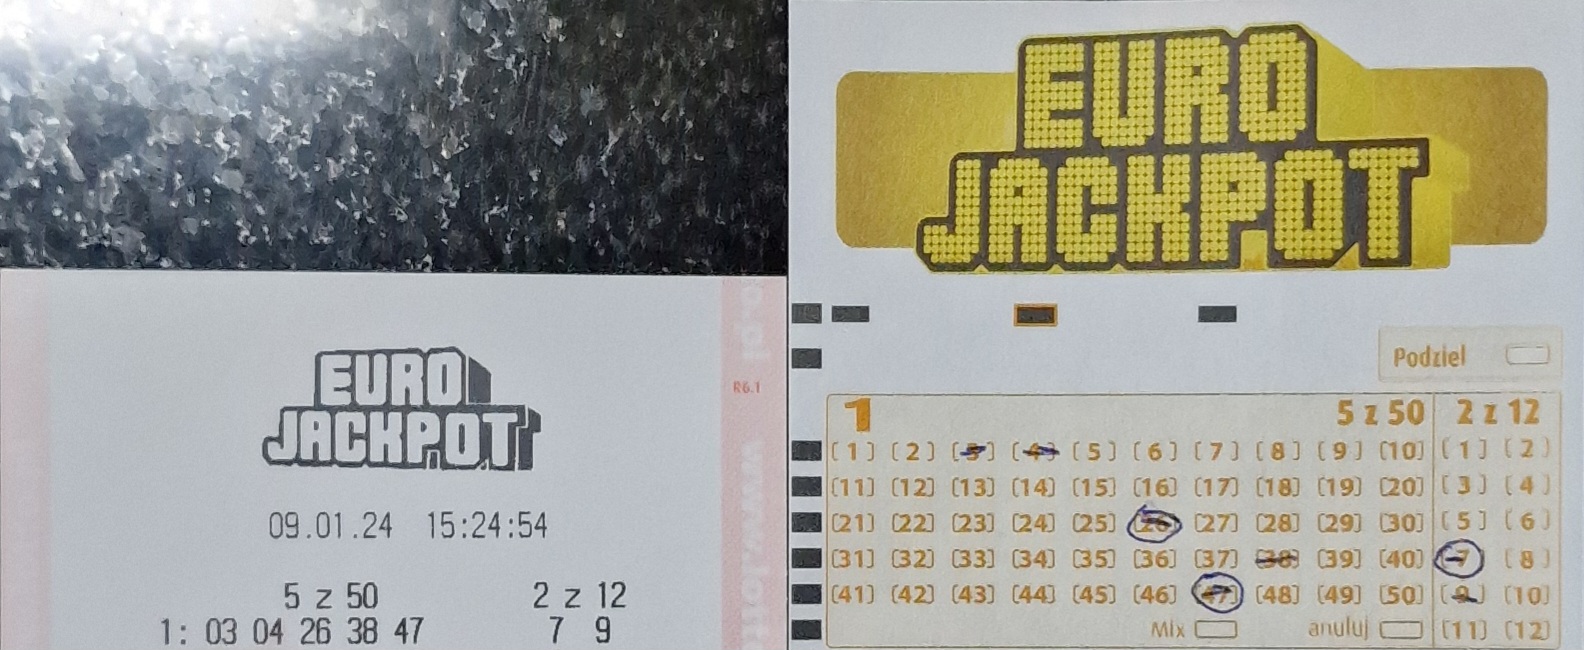 EURO
JACKPOT
R6.1
09.01.24 15:24:54
5 z 50 2 z 12
1: 03 04 26 38 47 7 9
EURO
JACKPOT
Podziel
1 5 z 50 2 z 12
[1] [2] [3] [4] [5] [6] [7] [8] [9] [10] [1] [2]
[11] [12] [13] [14] [15] [16] [17] [18] [19] [20] [3] [4]
[21] [22] [23] [24] [25] [26] [27] [28] [29] [30] [5] [6]
[31] [32] [33] [34] [35] [36] [37] [38] [39] [40] [7] [8]
[41] [42] [43] [44] [45] [46] [47] [48] [49] [50] [9] [10]
Mix anuluj [11] [12]